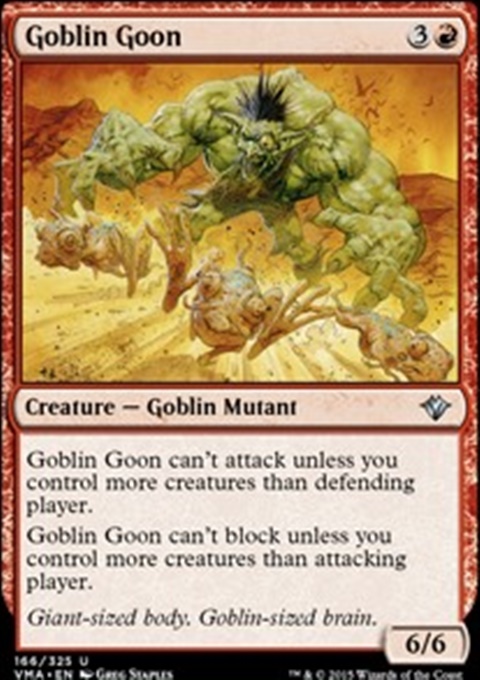 Goblin Goon 3
Creature — Goblin Mutant
Goblin Goon can't attack unless you
control more creatures than defending
player.
Goblin Goon can't block unless you
control more creatures than attacking
player.
Giant-sized body. Goblin-sized brain.
6/6
166/325 U
VMA • EN Greg Staples ™ & © 2015 Wizards of the Coast